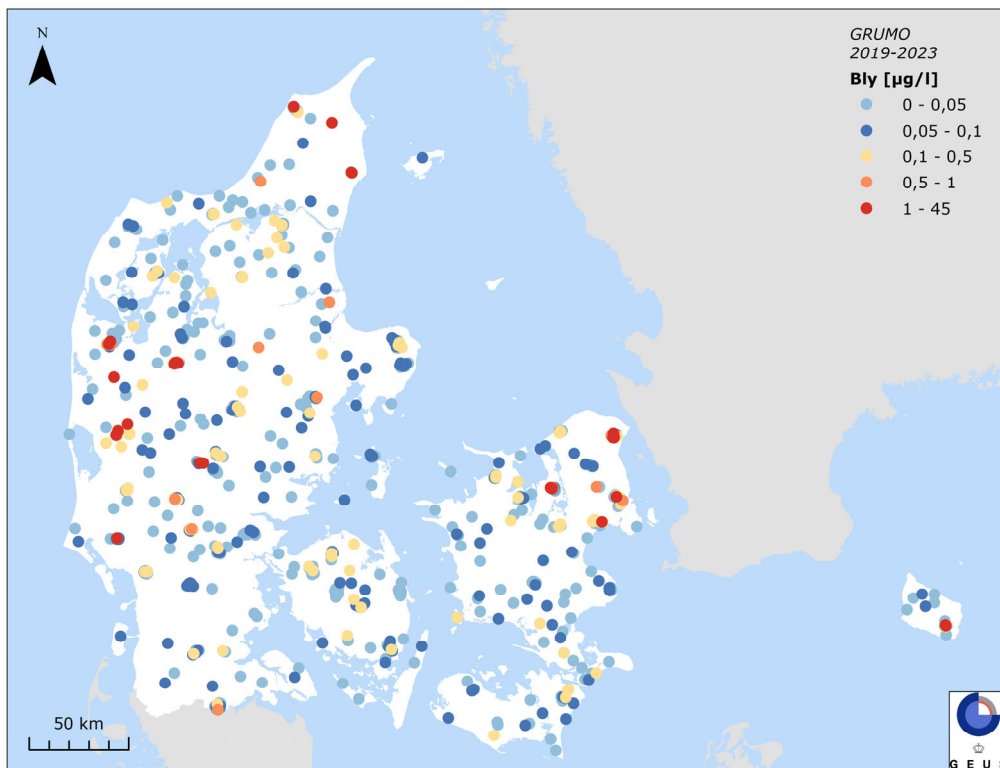 N
GRUMO
2019-2023
Bly [µg/l]
0 - 0,05
0,05 - 0,1
0,1 - 0,5
0,5 - 1
1 - 45
50 km
G E U